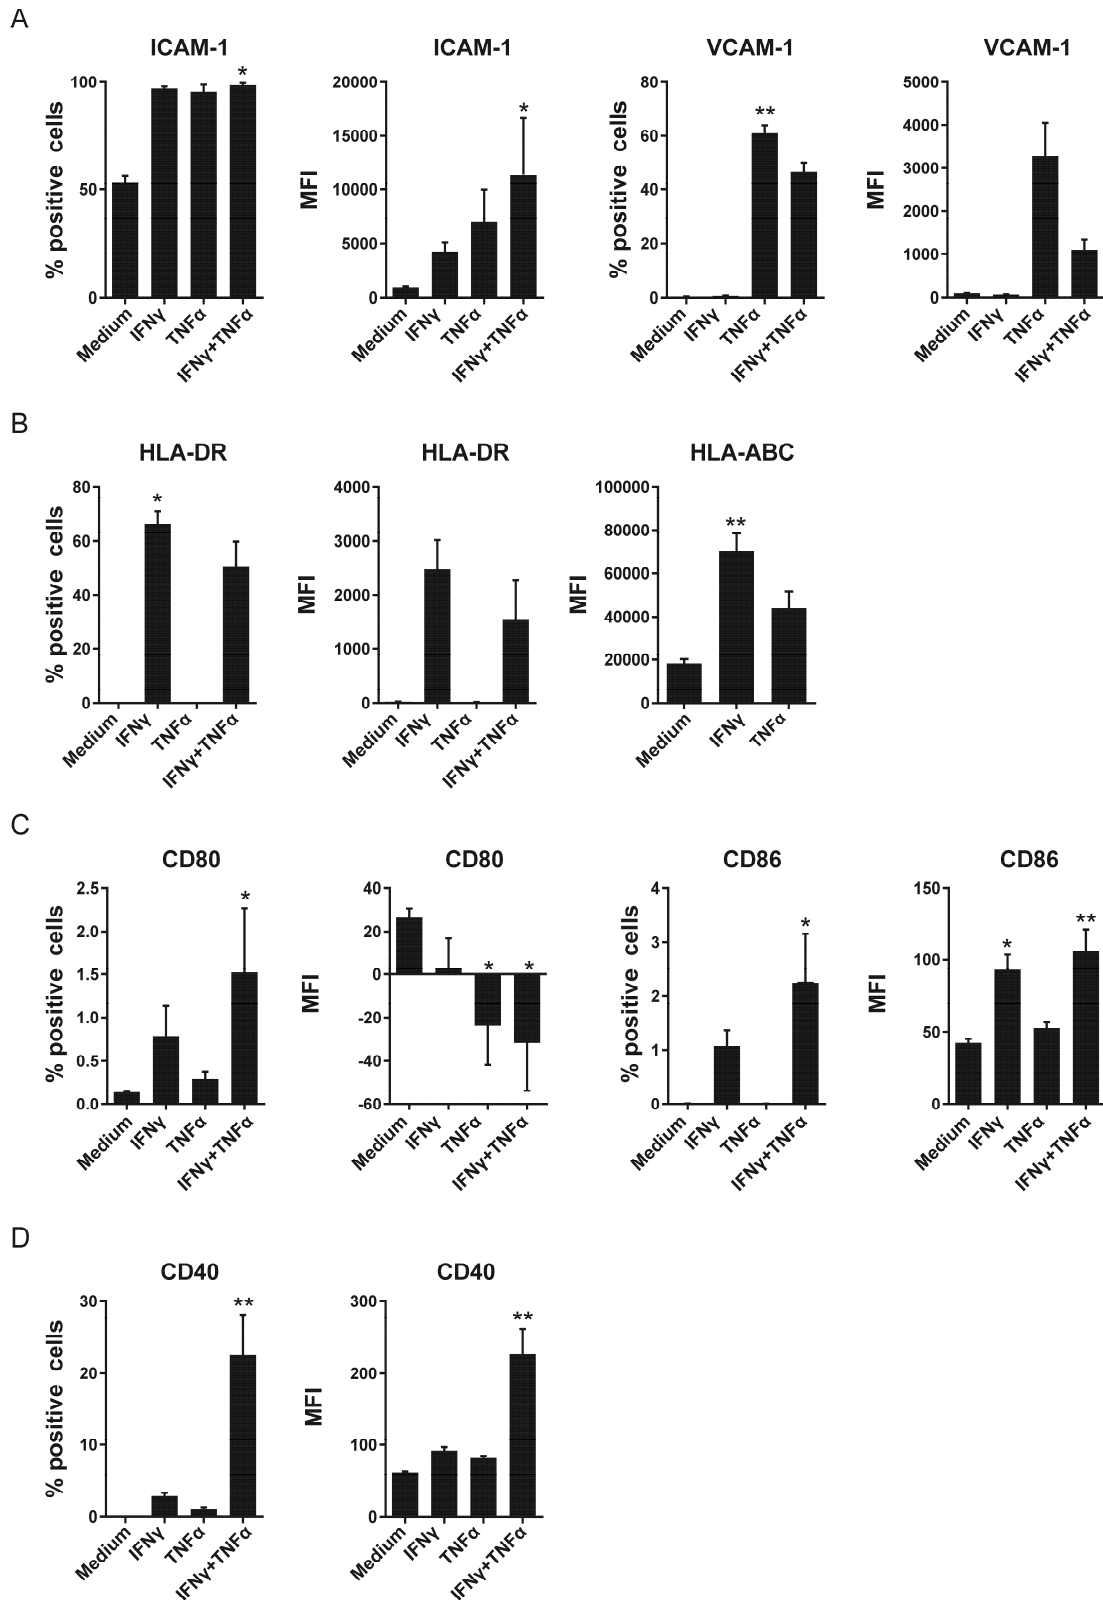 A
ICAM-1
% positive cells
100
50
0
Medium
IFNγ
TNFα
IFNγ+TNFα
*
ICAM-1
MFI
20000
15000
10000
5000
0
Medium
IFNγ
TNFα
IFNγ+TNFα
*
VCAM-1
% positive cells
80
60
40
20
0
Medium
IFNγ
TNFα
IFNγ+TNFα
**
VCAM-1
MFI
5000
4000
3000
2000
1000
0
Medium
IFNγ
TNFα
IFNγ+TNFα
B
HLA-DR
% positive cells
80
60
40
20
0
Medium
IFNγ
TNFα
IFNγ+TNFα
*
HLA-DR
MFI
4000
3000
2000
1000
0
Medium
IFNγ
TNFα
IFNγ+TNFα
HLA-ABC
MFI
100000
80000
60000
40000
20000
0
Medium
IFNγ
TNFα
**
C
CD80
% positive cells
2.5
2.0
1.5
1.0
0.5
0.0
Medium
IFNγ
TNFα
IFNγ+TNFα
*
CD80
MFI
40
20
0
-20
-40
-60
Medium
IFNγ
TNFα
IFNγ+TNFα
*
*
CD86
% positive cells
4
3
2
1
0
Medium
IFNγ
TNFα
IFNγ+TNFα
*
CD86
MFI
150
100
50
0
Medium
IFNγ
TNFα
IFNγ+TNFα
*
**
D
CD40
% positive cells
30
20
10
0
Medium
IFNγ
TNFα
IFNγ+TNFα
**
CD40
MFI
300
200
100
0
Medium
IFNγ
TNFα
IFNγ+TNFα
**